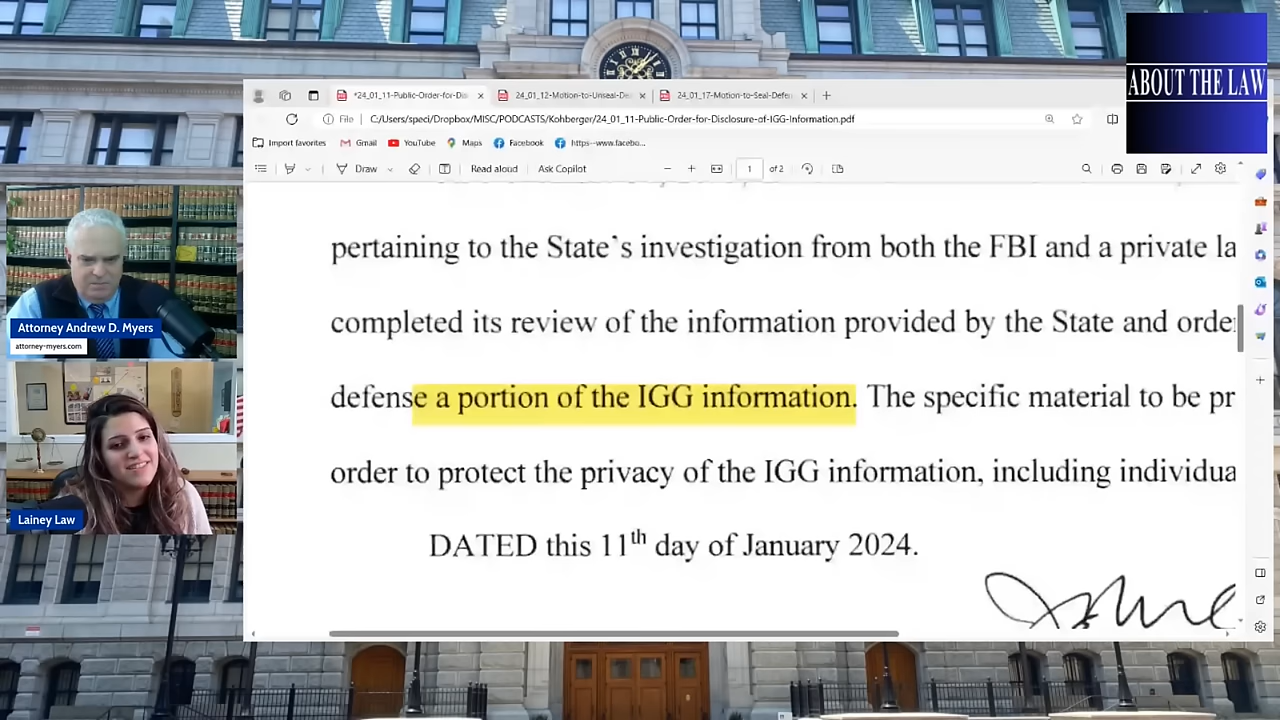 ABOUT THE LAW
*24_01_11-Public-Order-for-Dis
24_01_12-Motion-to-Unseal-De
24_01_17-Motion-to-Seal-Defe
File
C:/Users/speci/Dropbox/MISC/PODCASTS/Kohberger/24_01_11-Public-Order-for-Disclosure-of-IGG-Information.pdf
Import favorites
Gmail
YouTube
Maps
Facebook
https--www.facebo...
Draw
Read aloud
Ask Copilot
1
of 2
pertaining to the State`s investigation from both the FBI and a private la
completed its review of the information provided by the State and orde
defense a portion of the IGG information. The specific material to be pr
order to protect the privacy of the IGG information, including individua
DATED this 11th day of January 2024.
Attorney Andrew D. Myers
attorney-myers.com
Lainey Law